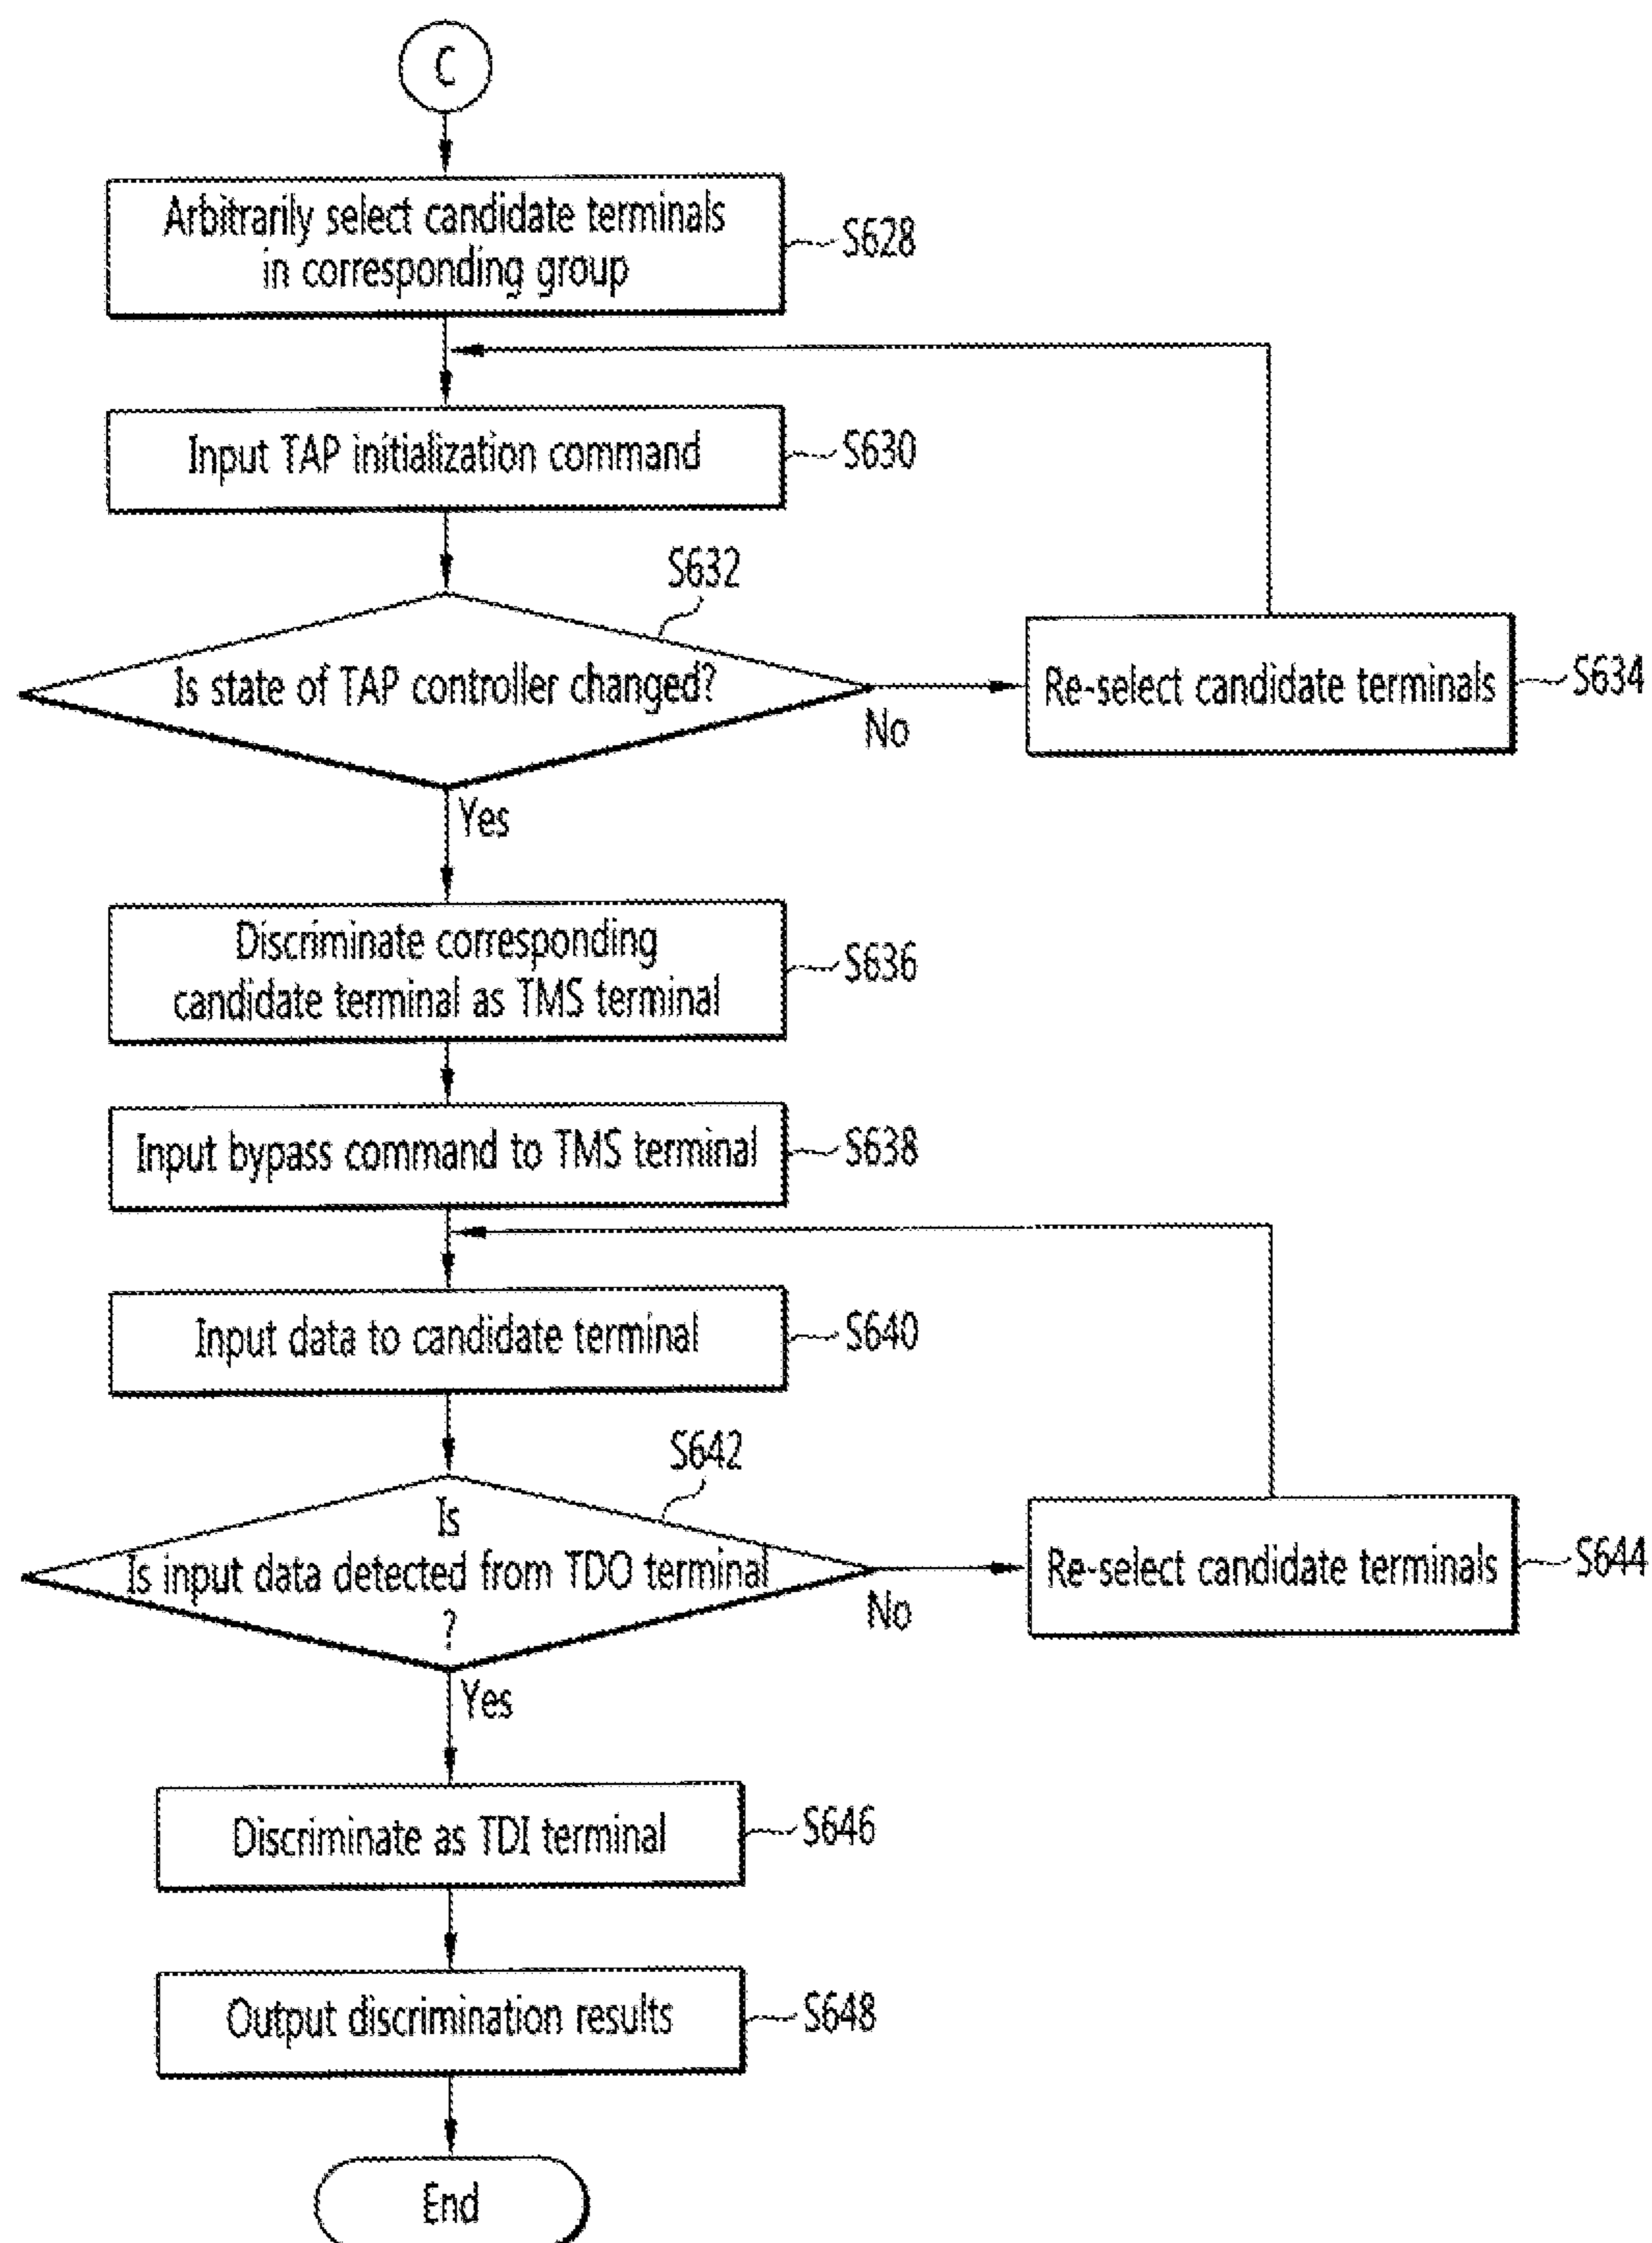 C
Arbitrarily select candidate terminals
in corresponding group
S628
Input TAP initialization command
S630
S632
Is state of TAP controller changed?
No
Re-select candidate terminals
S634
Yes
Discriminate corresponding
candidate terminal as TMS terminal
S636
Input bypass command to TMS terminal
S638
Input data to candidate terminal
S640
S642
Is
Is input data detected from TDO terminal
?
No
Re-select candidate terminals
S644
Yes
Discriminate as TDI terminal
S646
Output discrimination results
S648
End